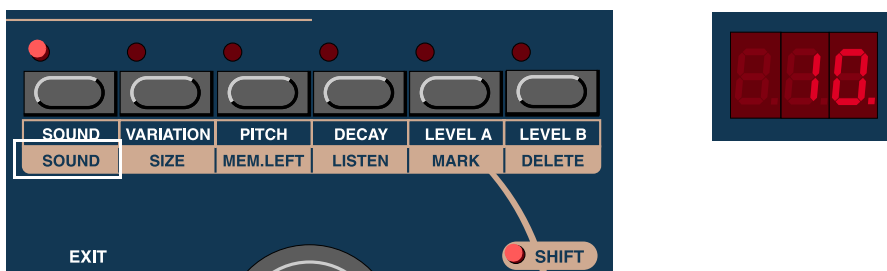 10.
SOUND VARIATION PITCH DECAY LEVEL A LEVEL B
SOUND SIZE MEM.LEFT LISTEN MARK DELETE
EXIT SHIFT